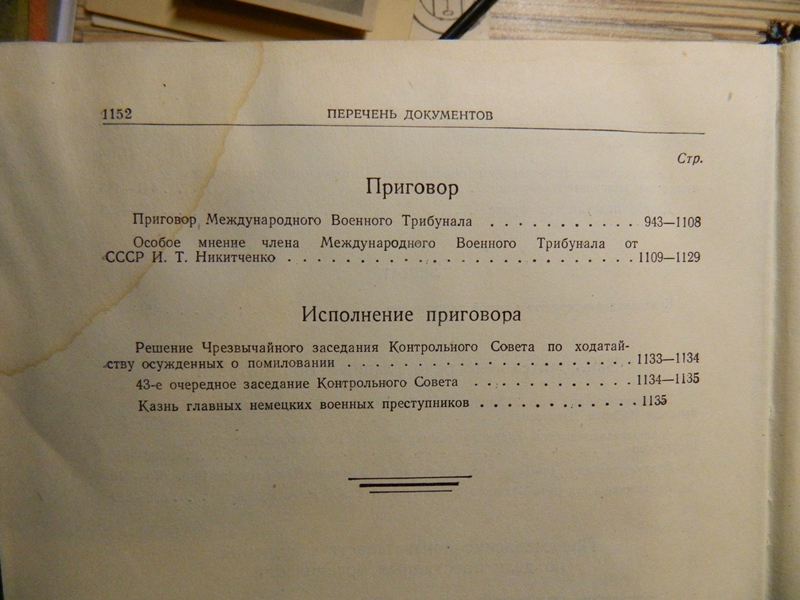 1152 ПЕРЕЧЕНЬ ДОКУМЕНТОВ
Стр.
Приговор
Приговор Международного Военного Трибунала . . . . . . . . . . . 943—1108
Особое мнение члена Международного Военного Трибунала от
СССР И. Т. Никитченко . . . . . . . . . . . . . . . . . . . . . . . . . 1109—1129
Исполнение приговора
Решение Чрезвычайного заседания Контрольного Совета по ходатай-
ству осужденных о помиловании . . . . . . . . . . . . . . . . . . . . 1133—1134
43-е очередное заседание Контрольного Совета . . . . . . . . . . . 1134—1135
Казнь главных немецких военных преступников . . . . . . . . . . . 1135